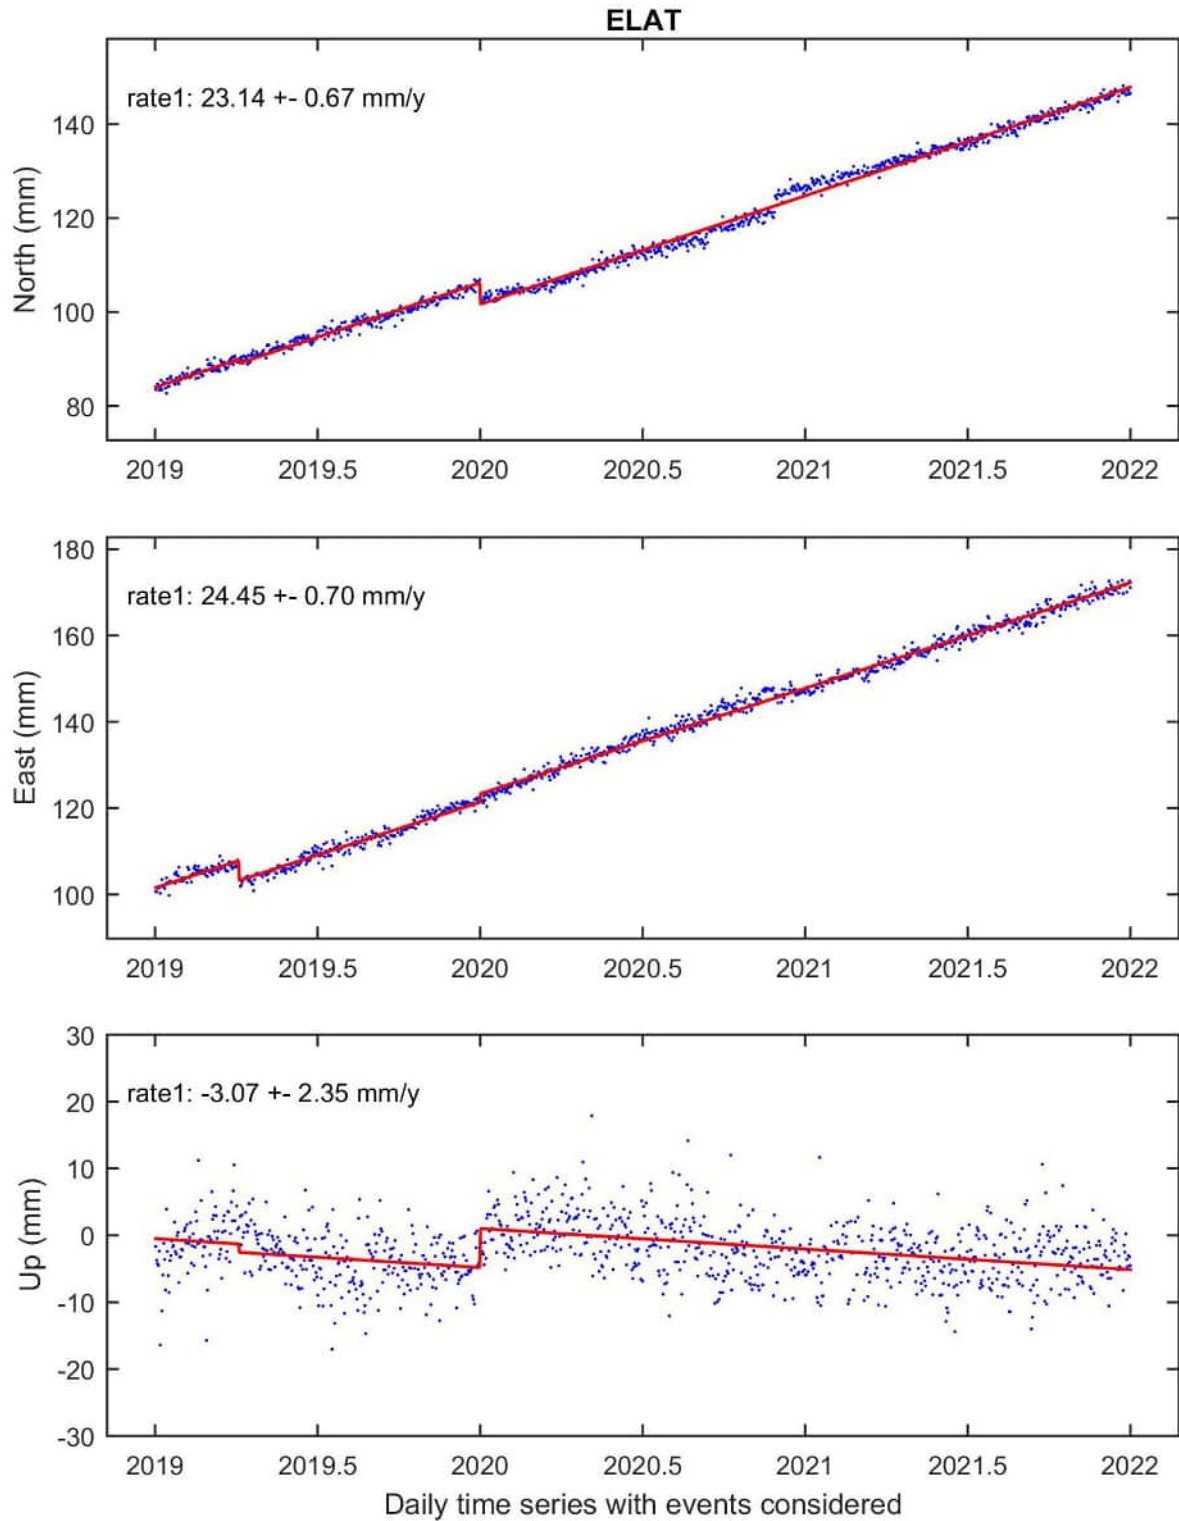 ELAT
rate1: 23.14 +- 0.67 mm/y
North (mm)
140
120
100
80
2019 2019.5 2020 2020.5 2021 2021.5 2022
rate1: 24.45 +- 0.70 mm/y
East (mm)
180
160
140
120
100
2019 2019.5 2020 2020.5 2021 2021.5 2022
rate1: -3.07 +- 2.35 mm/y
Up (mm)
30
20
10
0
-10
-20
-30
2019 2019.5 2020 2020.5 2021 2021.5 2022
Daily time series with events considered